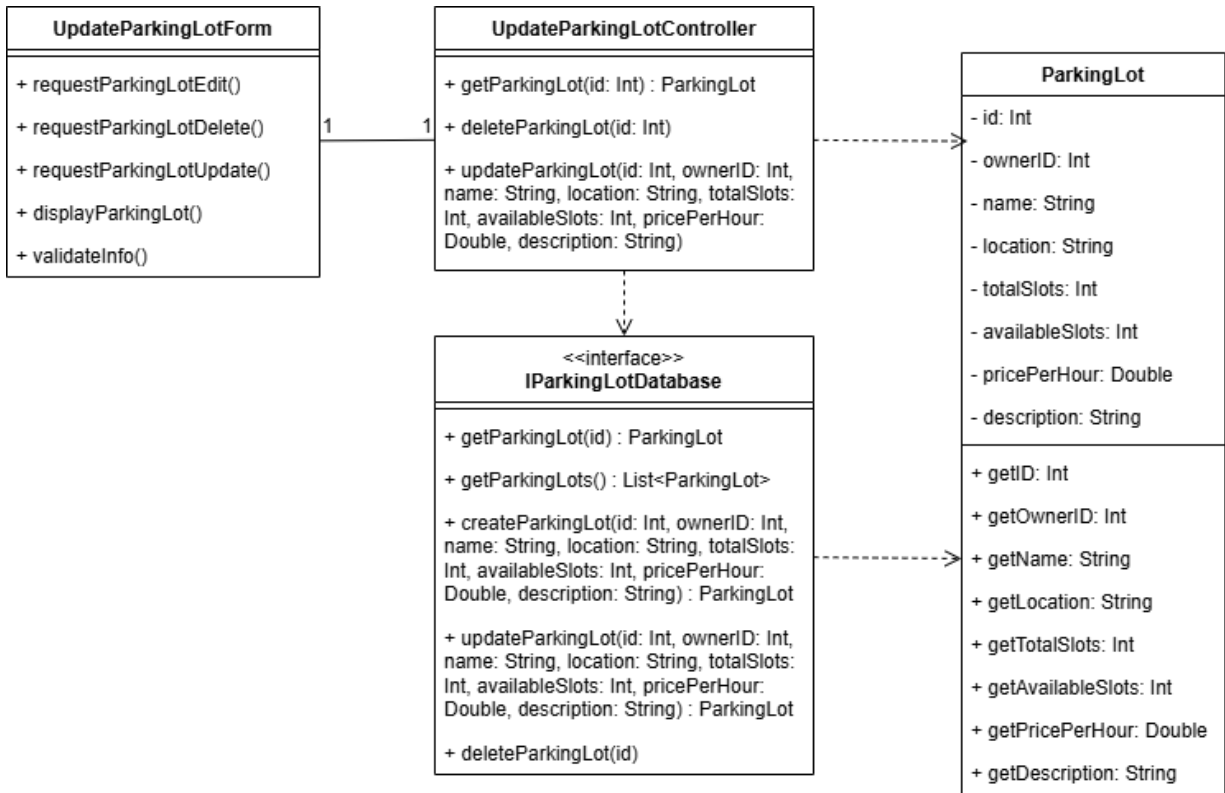 UpdateParkingLotForm
+ requestParkingLotEdit()
+ requestParkingLotDelete()
+ requestParkingLotUpdate()
+ displayParkingLot()
+ validateInfo()
1
1
UpdateParkingLotController
+ getParkingLot(id: Int) : ParkingLot
+ deleteParkingLot(id: Int)
+ updateParkingLot(id: Int, ownerID: Int,
name: String, location: String, totalSlots:
Int, availableSlots: Int, pricePerHour:
Double, description: String)
<<interface>>
IParkingLotDatabase
+ getParkingLot(id) : ParkingLot
+ getParkingLots() : List<ParkingLot>
+ createParkingLot(id: Int, ownerID: Int,
name: String, location: String, totalSlots:
Int, availableSlots: Int, pricePerHour:
Double, description: String) : ParkingLot
+ updateParkingLot(id: Int, ownerID: Int,
name: String, location: String, totalSlots:
Int, availableSlots: Int, pricePerHour:
Double, description: String) : ParkingLot
+ deleteParkingLot(id)
ParkingLot
- id: Int
- ownerID: Int
- name: String
- location: String
- totalSlots: Int
- availableSlots: Int
- pricePerHour: Double
- description: String
+ getID: Int
+ getOwnerID: Int
+ getName: String
+ getLocation: String
+ getTotalSlots: Int
+ getAvailableSlots: Int
+ getPricePerHour: Double
+ getDescription: String